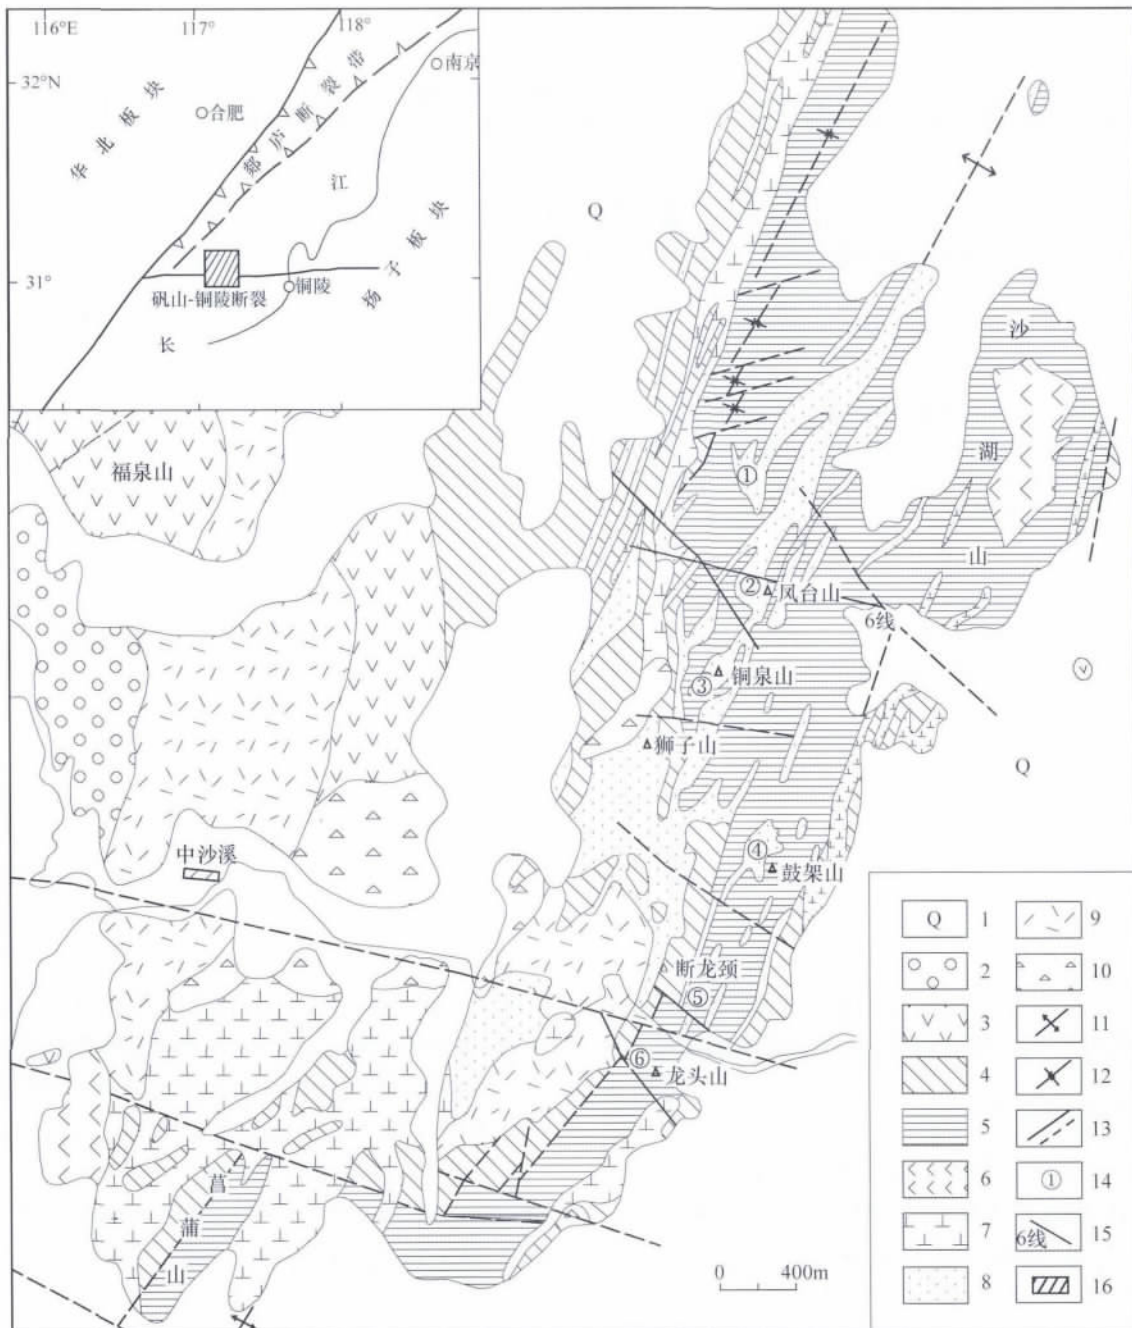 116°E
117°
118°
32°N
31°
南京
合肥
华北板块
郯庐断裂带
江
扬子板块
铜陵
矾山-铜陵断裂
长
Q
沙
湖
山
福泉山
①
②
凤台山
6线
③
铜泉山
狮子山
Q
④
鼓架山
中沙溪
断龙颈
⑤
⑥
龙头山
菖
蒲
山
0 400m
Q 1
2
3
4
5
6
7
8
9
10
11
12
13
① 14
6线 15
16